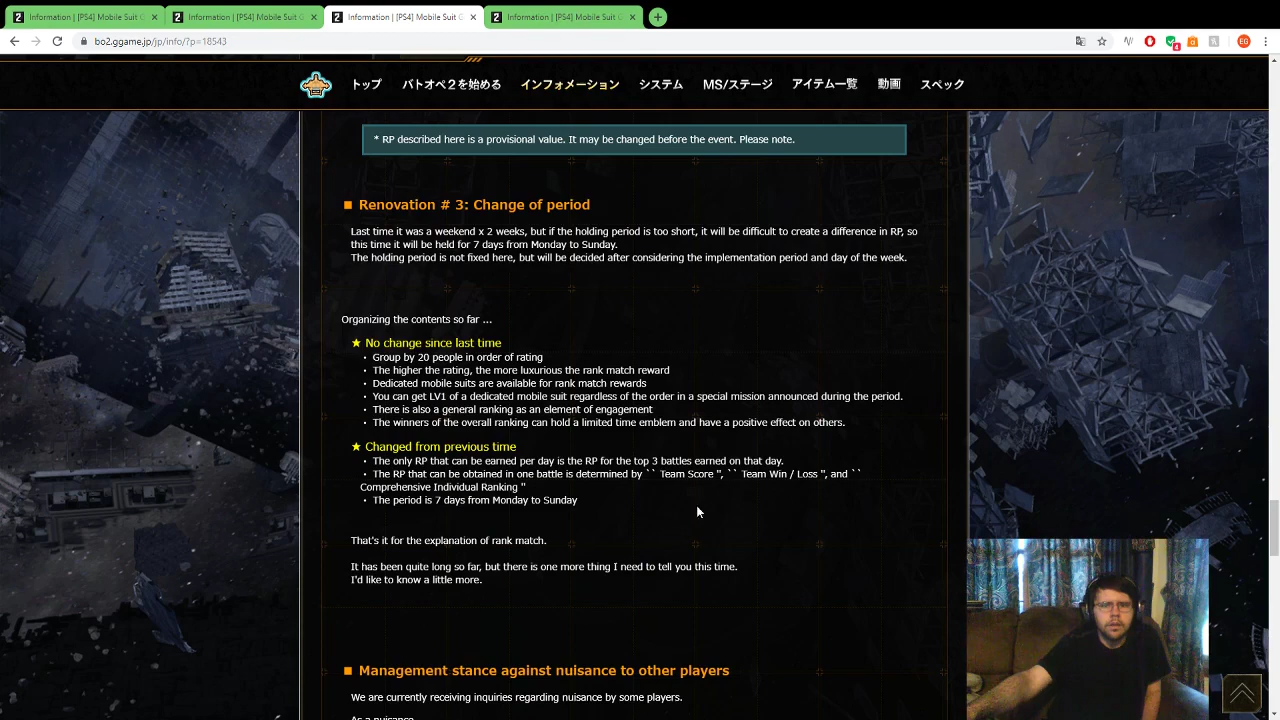 2 Information | [PS4] Mobile Suit G
2 Information | [PS4] Mobile Suit G
2 Information | [PS4] Mobile Suit G
2 Information | [PS4] Mobile Suit G
bo2.ggame.jp/jp/info/?p=18543
4
EG
トップ
バトオペ２を始める
インフォメーション
システム
MS/ステージ
アイテム一覧
動画
スペック
* RP described here is a provisional value. It may be changed before the event. Please note.
■ Renovation # 3: Change of period
Last time it was a weekend x 2 weeks, but if the holding period is too short, it will be difficult to create a difference in RP, so
this time it will be held for 7 days from Monday to Sunday.
The holding period is not fixed here, but will be decided after considering the implementation period and day of the week.
Organizing the contents so far ...
★ No change since last time
・ Group by 20 people in order of rating
・ The higher the rating, the more luxurious the rank match reward
・ Dedicated mobile suits are available for rank match rewards
・ You can get LV1 of a dedicated mobile suit regardless of the order in a special mission announced during the period.
・ There is also a general ranking as an element of engagement
・ The winners of the overall ranking can hold a limited time emblem and have a positive effect on others.
★ Changed from previous time
・ The only RP that can be earned per day is the RP for the top 3 battles earned on that day.
・ The RP that can be obtained in one battle is determined by `` Team Score '', `` Team Win / Loss '', and ``
Comprehensive Individual Ranking ''
・ The period is 7 days from Monday to Sunday
That's it for the explanation of rank match.
It has been quite long so far, but there is one more thing I need to tell you this time.
I'd like to know a little more.
■ Management stance against nuisance to other players
We are currently receiving inquiries regarding nuisance by some players.
As a nuisance